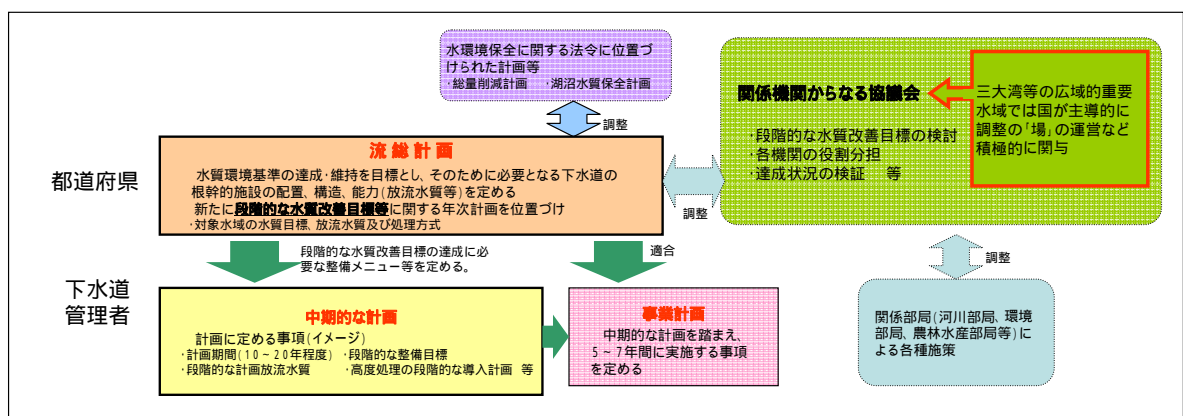 水環境保全に関する法令に位置づ
けられた計画等
･総量削減計画　･湖沼水質保全計画
調整
関係機関からなる協議会
･段階的な水質改善目標の検討
･各機関の役割分担
･達成状況の検証　等
三大湾等の広域的重要
水域では国が主導的に
調整の｢場｣の運営など
積極的に関与
都道府県
流総計画
水質環境基準の達成･維持を目標とし､そのために必要となる下水道の
根幹的施設の配置､構造､能力(放流水質等)を定める
新たに段階的な水質改善目標等に関する年次計画を位置づけ
･対象水域の水質目標､放流水質及び処理方式
調整
段階的な水質改善目標の達成に必
要な整備メニュー等を定める。
適合
調整
下水道
管理者
中期的な計画
計画に定める事項(イメージ)
･計画期間(10～20年程度)　･段階的な整備目標
･段階的な計画放流水質　･高度処理の段階的な導入計画　等
事業計画
中期的な計画を踏まえ、
5～7年間に実施する事項
を定める
関係部局(河川部局、環境
部局、農林水産部局等)に
よる各種施策